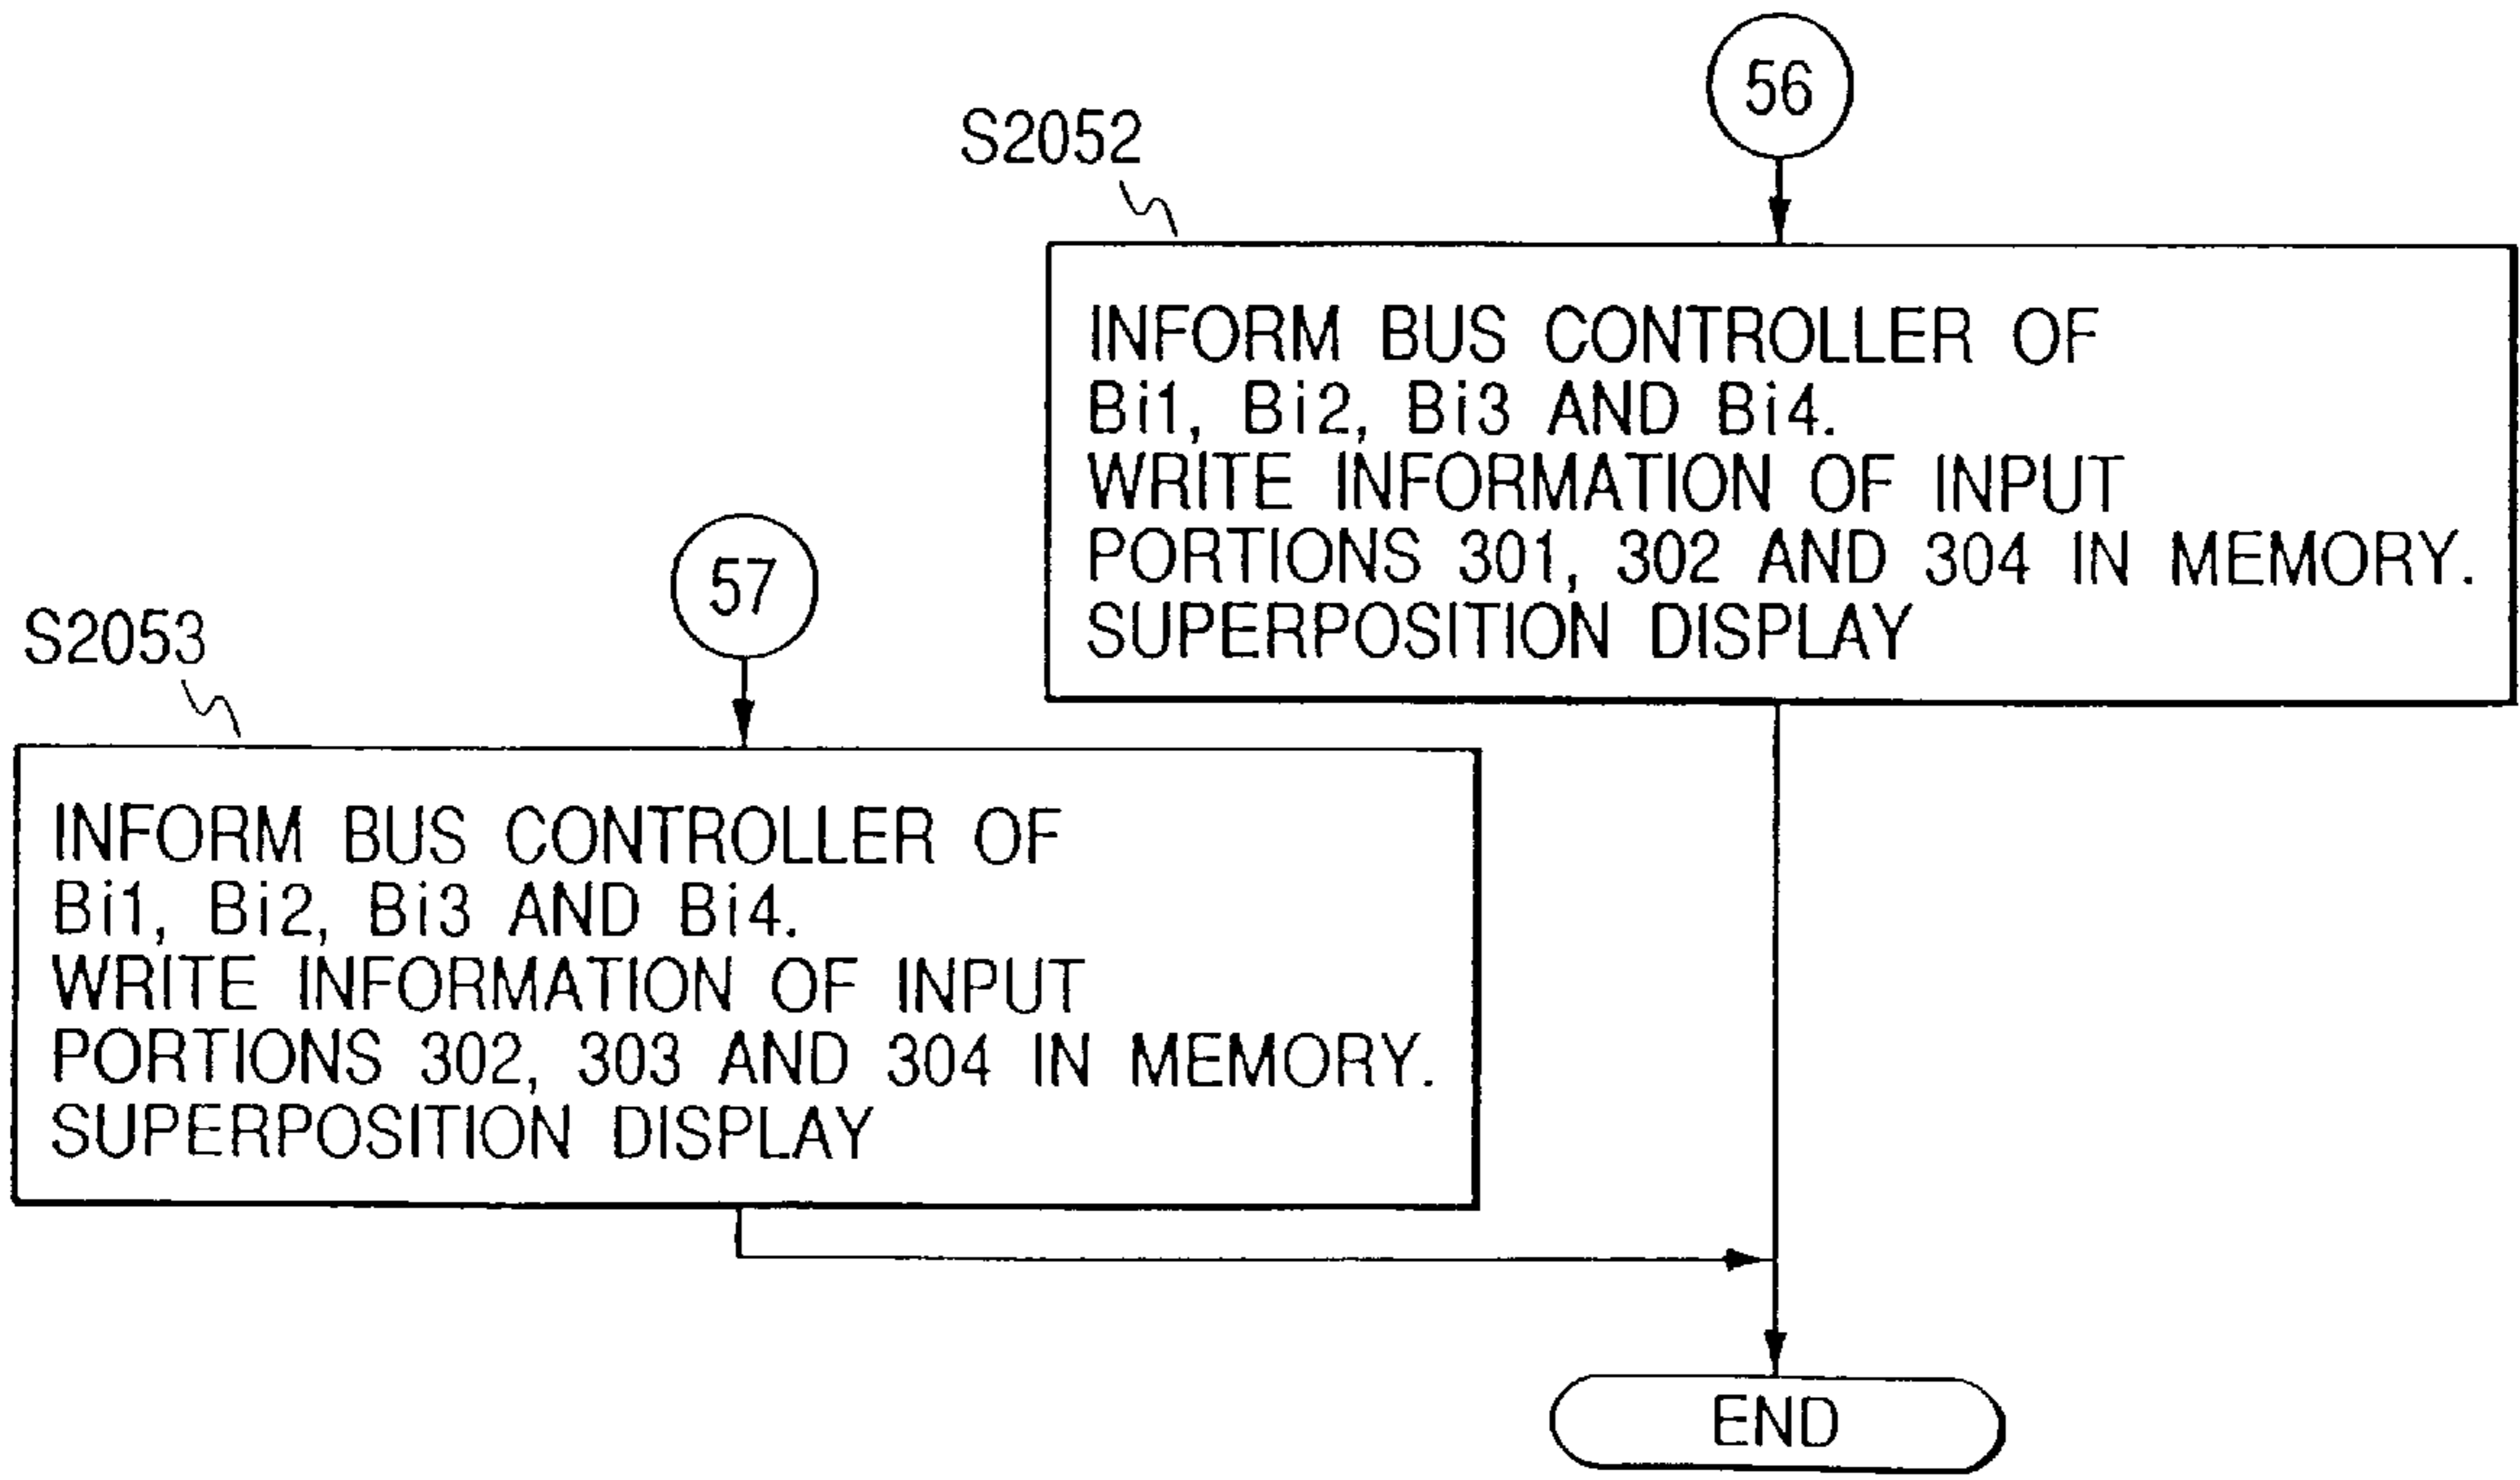 56
S2052
INFORM BUS CONTROLLER OF
Bi1, Bi2, Bi3 AND Bi4.
WRITE INFORMATION OF INPUT
PORTIONS 301, 302 AND 304 IN MEMORY.
SUPERPOSITION DISPLAY
57
S2053
INFORM BUS CONTROLLER OF
Bi1, Bi2, Bi3 AND Bi4.
WRITE INFORMATION OF INPUT
PORTIONS 302, 303 AND 304 IN MEMORY.
SUPERPOSITION DISPLAY
END